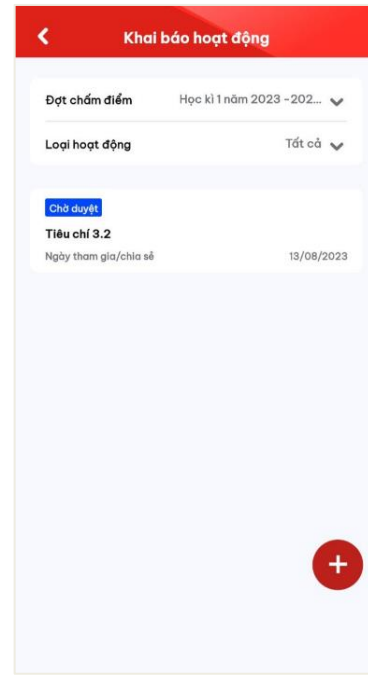 Khai báo hoạt động
Đợt chấm điểm Học kì 1 năm 2023 -202...
Loại hoạt động Tất cả
Chờ duyệt
Tiêu chí 3.2
Ngày tham gia/chia sẻ 13/08/2023